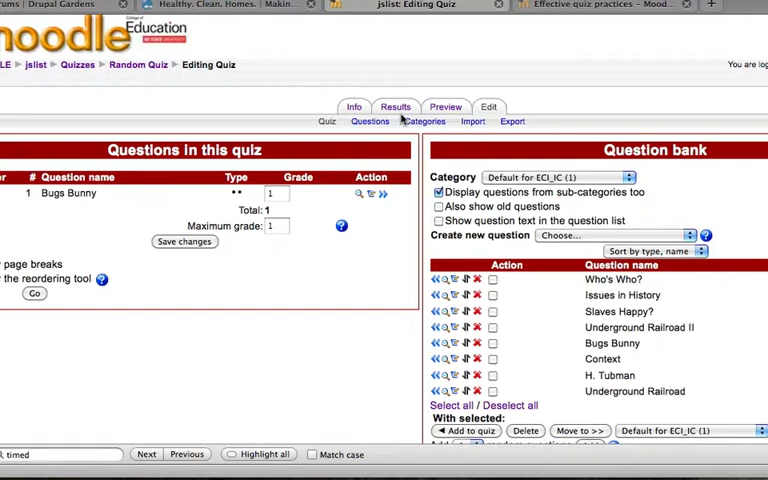 rums | Drupal Gardens
Healthy. Clean. Homes. | Makin...
jslist: Editing Quiz
Effective quiz practices – Mood...
moodle
College of
Education
LE ► jslist ► Quizzes ► Random Quiz ► Editing Quiz
You are log
Info Results Preview Edit
Quiz Questions Categories Import Export
Questions in this quiz
er # Question name Type Grade Action
1 Bugs Bunny 1
Total: 1
Maximum grade: 1
Save changes
page breaks
the reordering tool
Go
Question bank
Category Default for ECI_IC (1)
Display questions from sub-categories too
Also show old questions
Show question text in the question list
Create new question Choose...
Sort by type, name
Action Question name
Who's Who?
Issues in History
Slaves Happy?
Underground Railroad II
Bugs Bunny
Context
H. Tubman
Underground Railroad
Select all / Deselect all
With selected:
Add to quiz Delete Move to >> Default for ECI_IC (1)
timed Next Previous Highlight all Match case